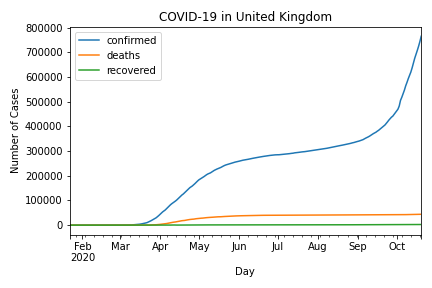 COVID-19 in United Kingdom
confirmed
deaths
recovered
Number of Cases
800000
700000
600000
500000
400000
300000
200000
100000
0
Feb Mar Apr May Jun Jul Aug Sep Oct
2020
Day